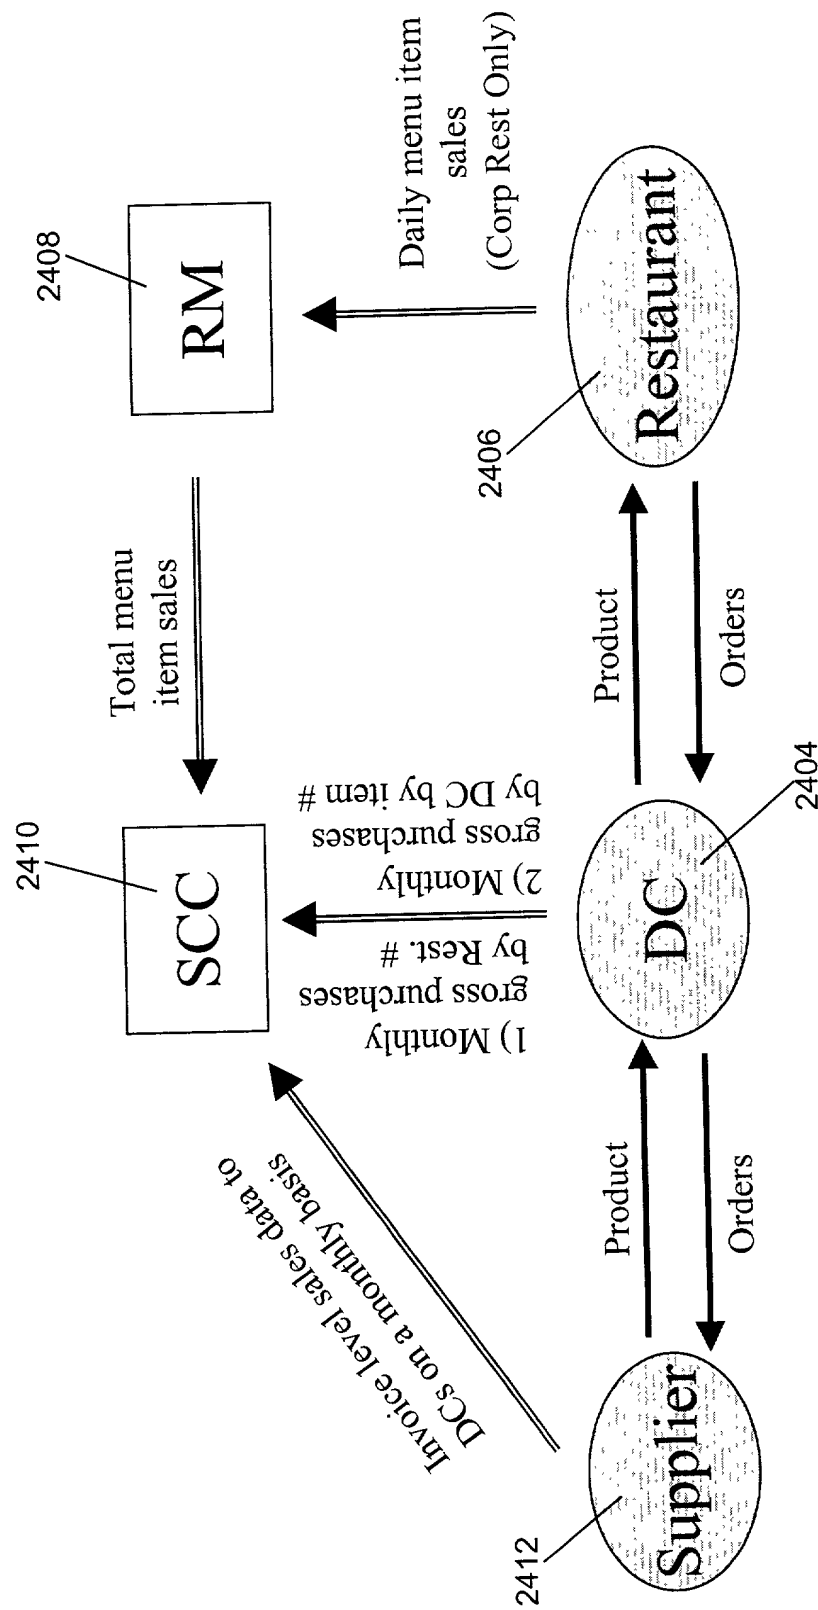 2410
SCC
Total menu
item sales
2408
RM
Invoice level sales data to
DCs on a monthly basis
1) Monthly
gross purchases
by Rest. #
2) Monthly
gross purchases
by DC by item #
Daily menu item
sales
(Corp Rest Only)
2412
Supplier
Product
Orders
DC
2404
Product
Orders
2406
Restaurant